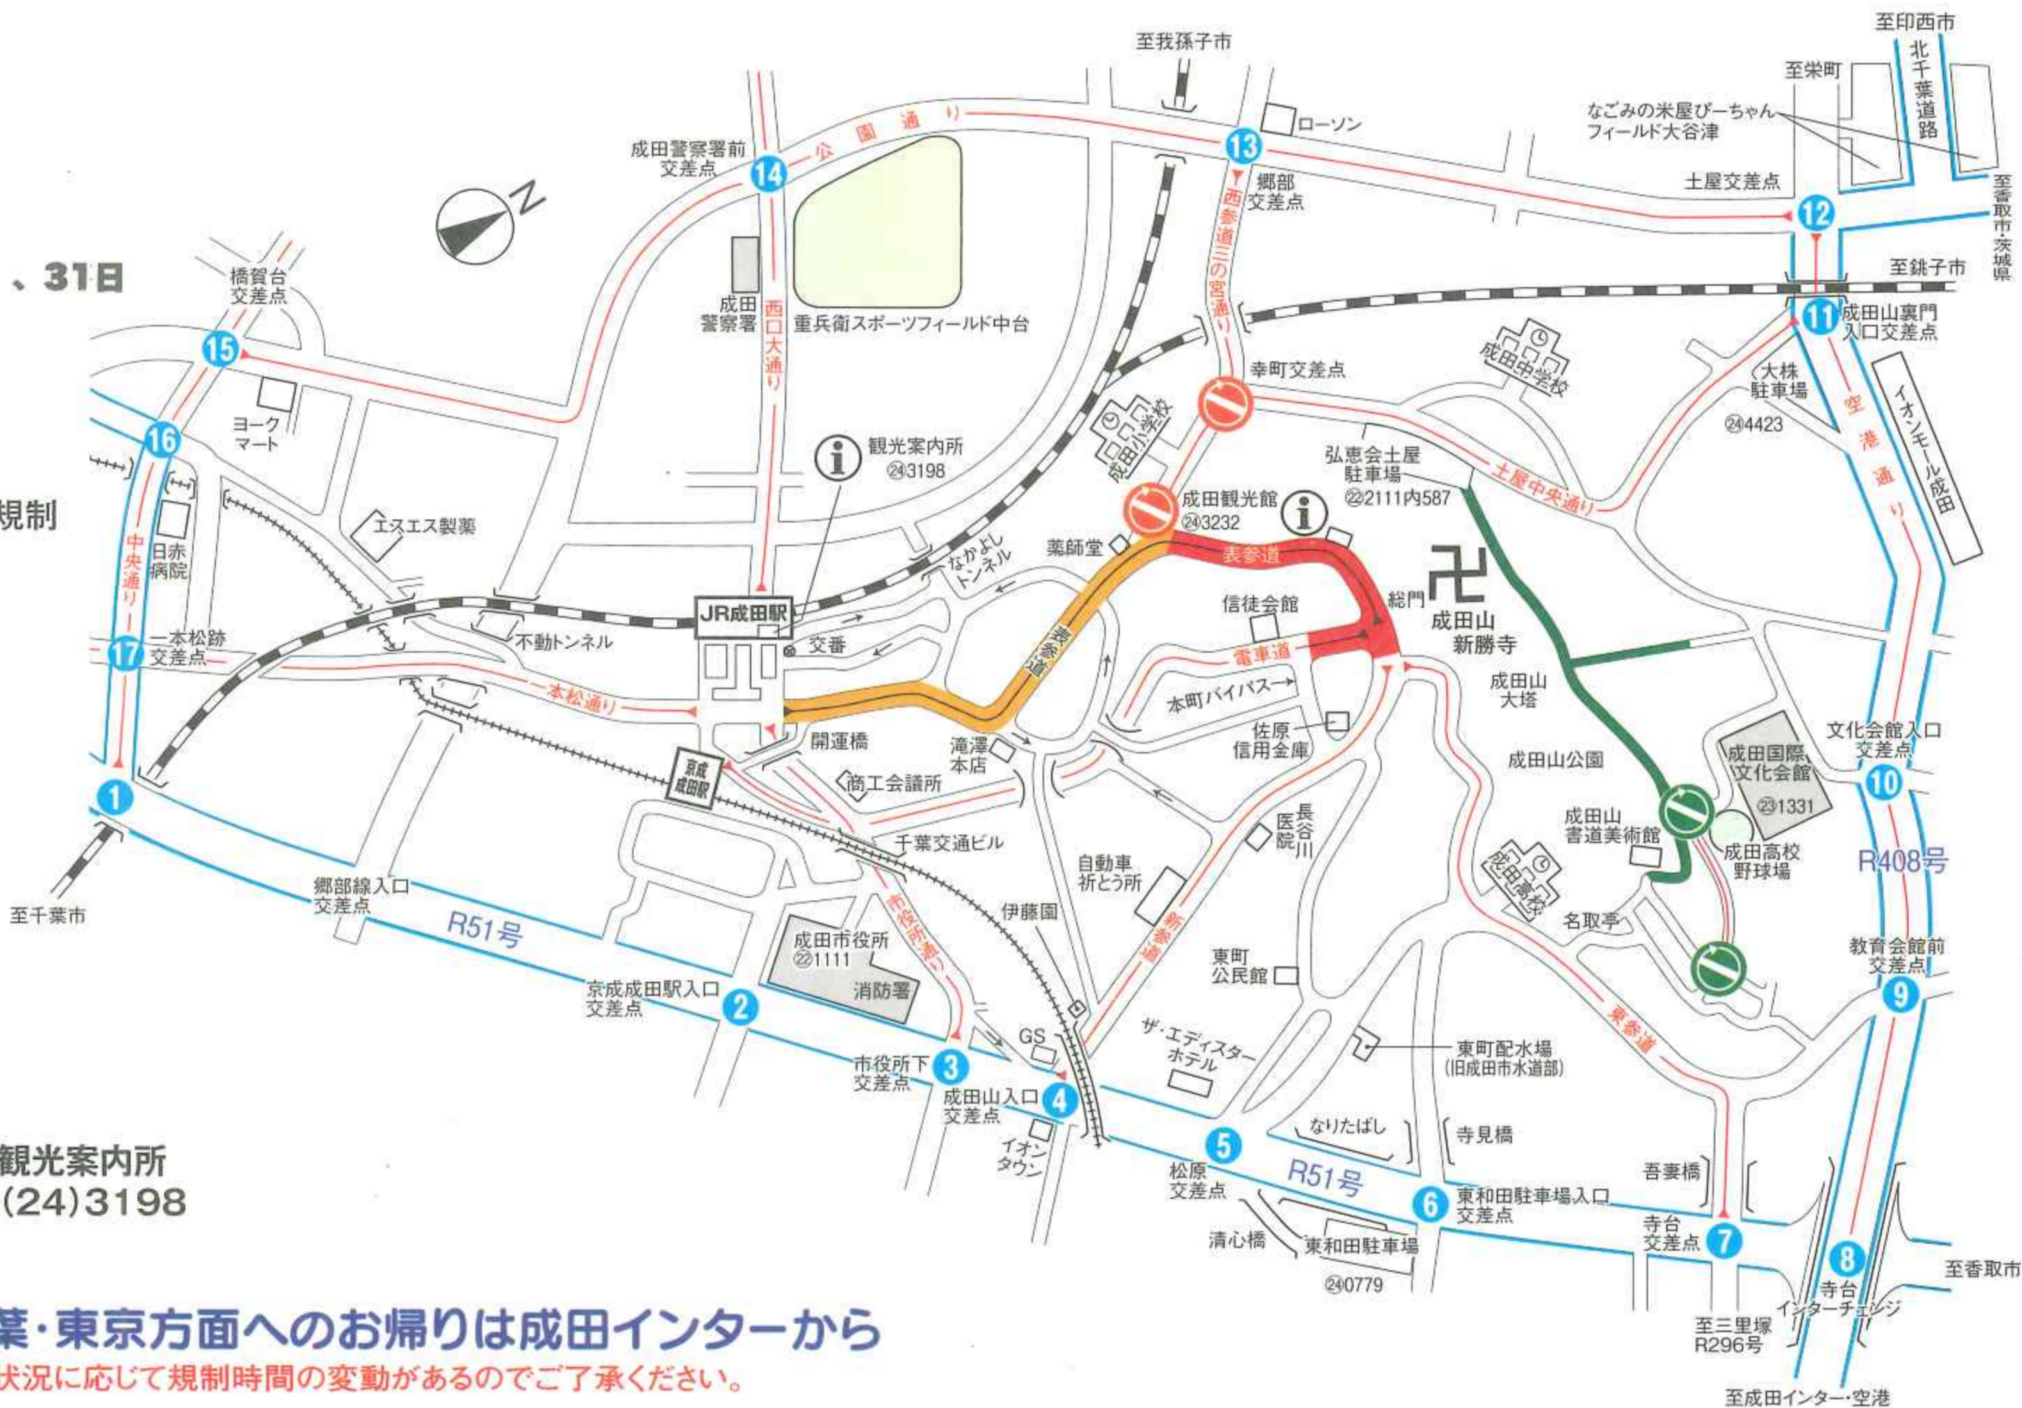 至印西市
至我孫子市
北千葉道路
至栄町
なごみの米屋ぴーちゃん
フィールド大谷津
ローソン
公園通り
成田警察署前
交差点
14
13
郷部
交差点
土屋交差点
12
至香取市・茨城県
N
西参道三の宮通り
、31日
橋賀台
交差点
至銚子市
成田
警察署
西口大通り
重兵衛スポーツフィールド中台
11
成田山裏門
入口交差点
15
成田中学校
幸町交差点
大株
駐車場
㉔4423
空港通り
イオンモール成田
ヨーク
マート
成田小学校
16
観光案内所
㉔3198
弘恵会土屋
駐車場
㉒2111内587
土屋中央通り
規制
エスエス製薬
成田観光館
㉔3232
日赤
病院
中央通り
なかよし
トンネル
薬師堂
表参道
卍
JR成田駅
信徒会館
総門
成田山
新勝寺
一本松跡
交差点
17
不動トンネル
交番
表参道
電車道
本町バイパス→
成田山
大塔
一本松通り
開運橋
滝澤
本店
佐原
信用金庫
文化会館入口
交差点
成田国際
文化会館
㉓1331
成田山公園
京成
成田駅
商工会議所
10
1
成田山
書道美術館
長谷川
医院
千葉交通ビル
成田高校
野球場
R408号
自動車
祈とう所
成田高校
至千葉市
郷部線入口
交差点
R51号
市役所通り
伊藤園
新参道
名取亭
成田市役所
㉒1111
消防署
東町
公民館
教育会館前
交差点
9
京成成田駅入口
交差点
2
東参道
GS
ザ・エディスター
ホテル
東町配水場
(旧成田市水道部)
市役所下
交差点
3
成田山入口
交差点
4
イオン
タウン
5
松原
交差点
なりたばし
寺見橋
R51号
吾妻橋
6
東和田駐車場入口
交差点
観光案内所
(24)3198
清心橋
東和田駐車場
㉔0779
寺台
交差点
7
8
寺台
インターチェンジ
至香取市
至三里塚
R296号
葉・東京方面へのお帰りは成田インターから
状況に応じて規制時間の変動があるのでご了承ください。
至成田インター・空港